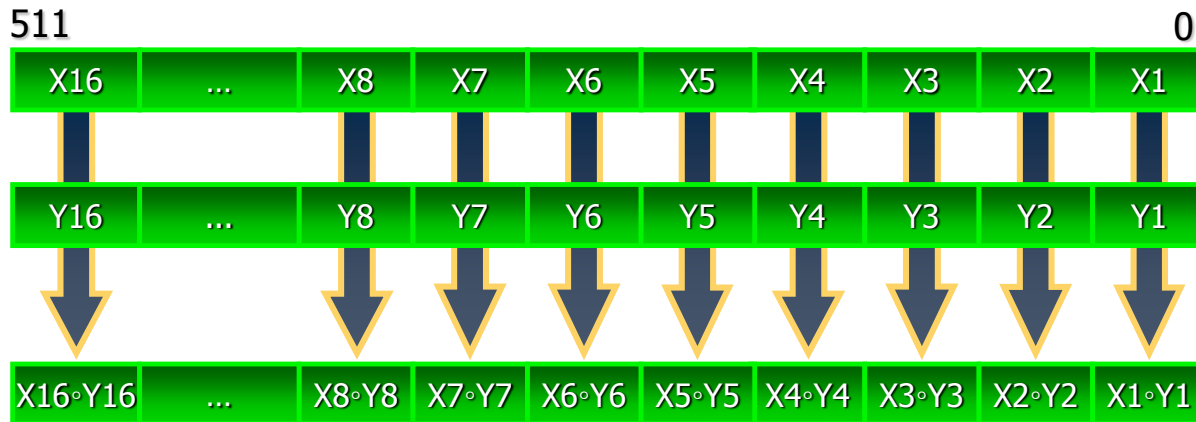 511 0
X16 ... X8 X7 X6 X5 X4 X3 X2 X1
Y16 ... Y8 Y7 Y6 Y5 Y4 Y3 Y2 Y1
X16◦Y16 ... X8◦Y8 X7◦Y7 X6◦Y6 X5◦Y5 X4◦Y4 X3◦Y3 X2◦Y2 X1◦Y1